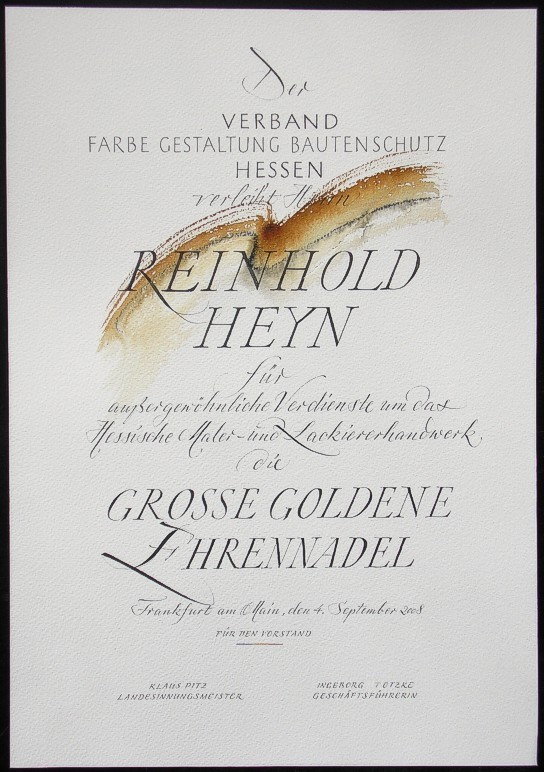 Der
VERBAND
FARBE GESTALTUNG BAUTENSCHUTZ
HESSEN
verleiht Herrn
REINHOLD
HEYN
für
außergewöhnliche Verdienste um das
Hessische Maler- und Lackiererhandwerk
die
GROSSE GOLDENE
EHRENNADEL
Frankfurt am Main, den 4. September 2008
FÜR DEN VORSTAND
KLAUS PITZ INGEBORG TOTZKE
LANDESINNUNGSMEISTER GESCHÄFTSFÜHRERIN